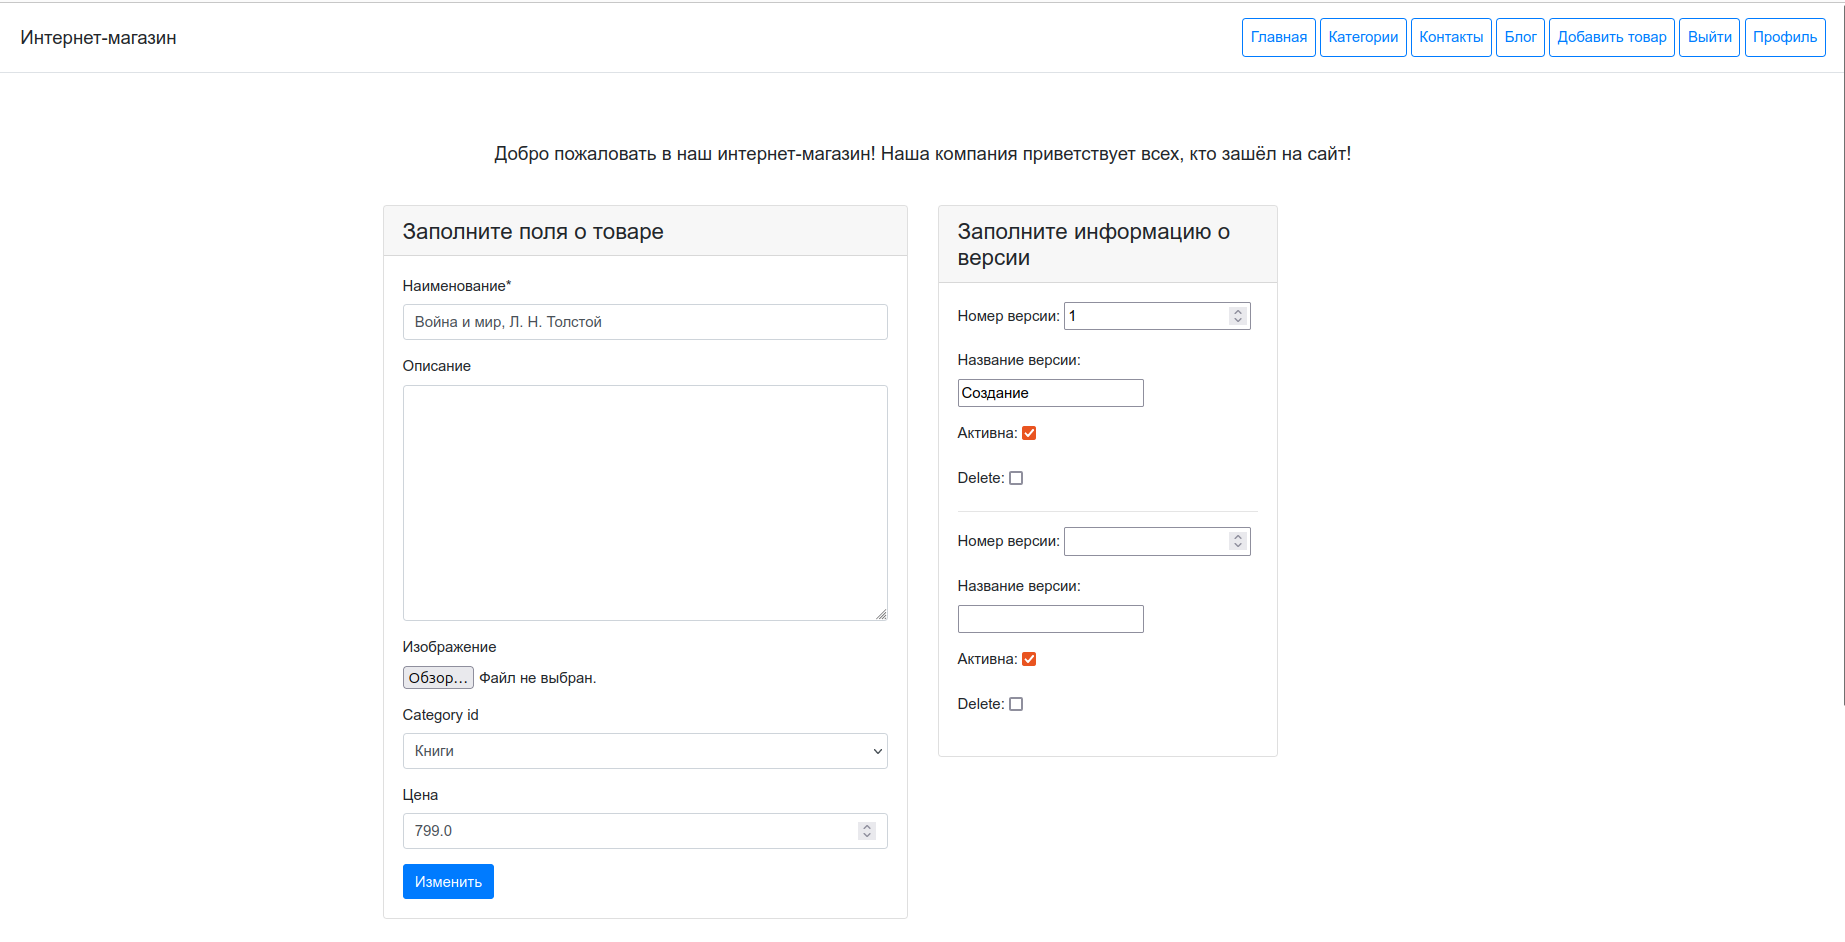 Интернет-магазин
Главная Категории Контакты Блог Добавить товар Выйти Профиль
Добро пожаловать в наш интернет-магазин! Наша компания приветствует всех, кто зашёл на сайт!
Заполните поля о товаре
Наименование*
Война и мир, Л. Н. Толстой
Описание
Изображение
Обзор... Файл не выбран.
Category id
Книги
Цена
799.0
Изменить
Заполните информацию о
версии
Номер версии: 1
Название версии:
Создание
Активна:
Delete:
Номер версии:
Название версии:
Активна:
Delete: